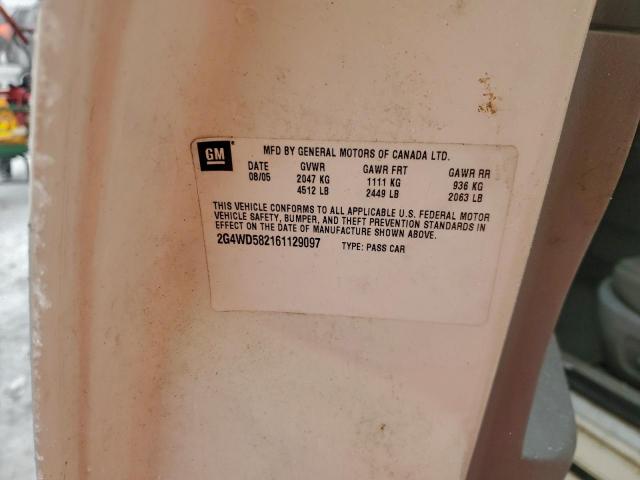 GM
MFD BY GENERAL MOTORS OF CANADA LTD.
DATE GVWR GAWR FRT GAWR RR
08/05 2047 KG 1111 KG 936 KG
4512 LB 2449 LB 2063 LB
THIS VEHICLE CONFORMS TO ALL APPLICABLE U.S. FEDERAL MOTOR
VEHICLE SAFETY, BUMPER, AND THEFT PREVENTION STANDARDS IN
EFFECT ON THE DATE OF MANUFACTURE SHOWN ABOVE.
2G4WD582161129097 TYPE: PASS CAR